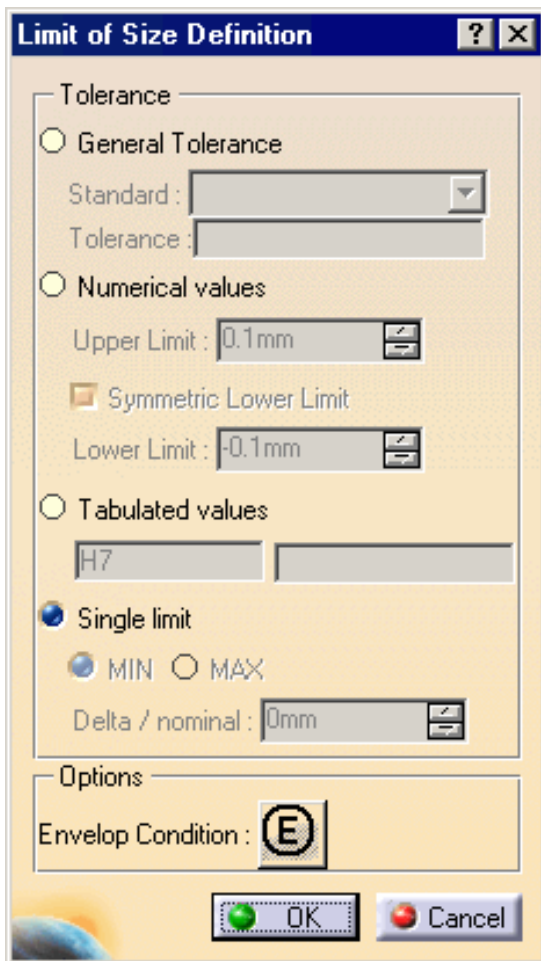 Limit of Size Definition ? X
Tolerance
General Tolerance
Standard :
Tolerance :
Numerical values
Upper Limit : 0.1mm
Symmetric Lower Limit
Lower Limit : -0.1mm
Tabulated values
H7
Single limit
MIN MAX
Delta / nominal : 0mm
Options
Envelop Condition : E
OK Cancel